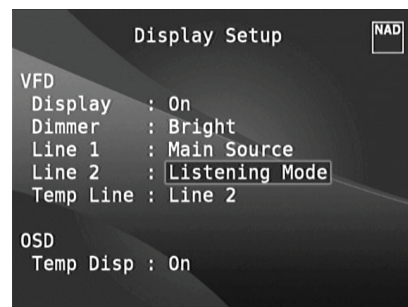 Display Setup
NAD
VFD
Display : On
Dimmer : Bright
Line 1 : Main Source
Line 2 : Listening Mode
Temp Line : Line 2
OSD
Temp Disp : On